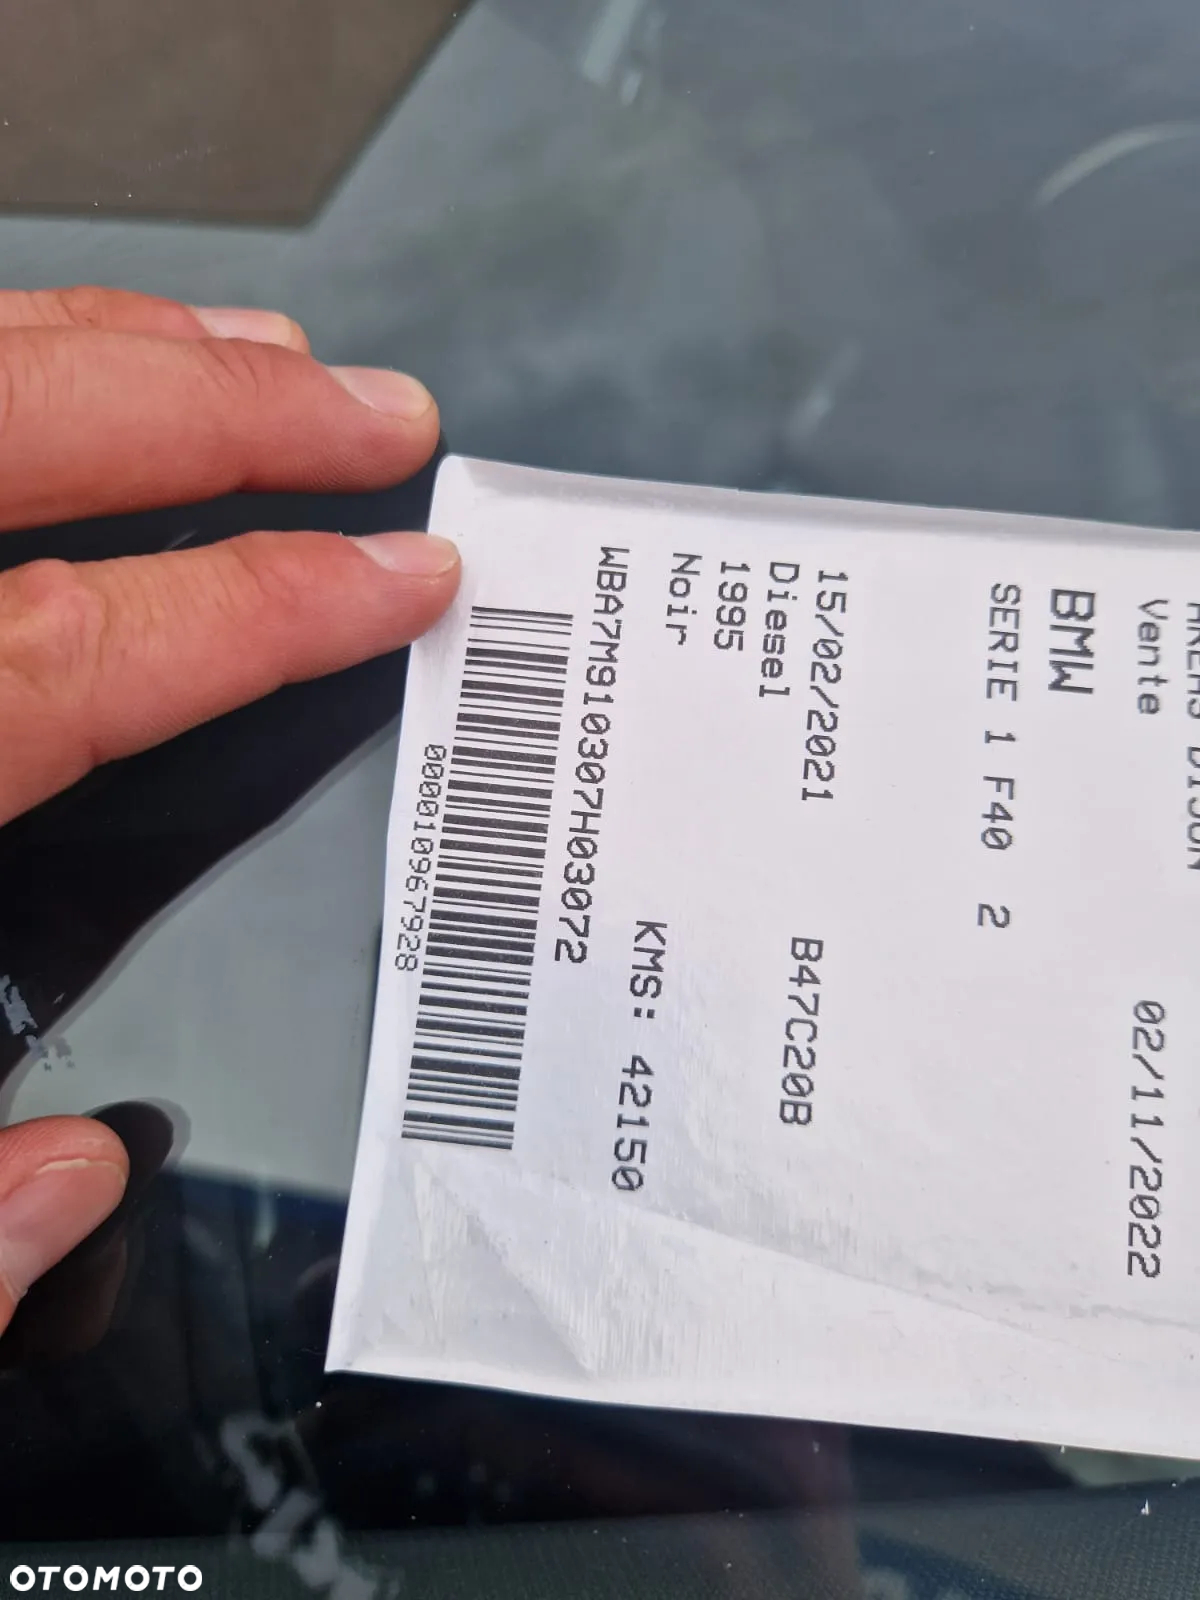 Vente 02/11/2022
BMW
SERIE 1 F40 2
15/02/2021
Diesel B47C20B
1995
Noir
KMS: 42150
WBA7M910307H03072
000010967928
OTOMOTO